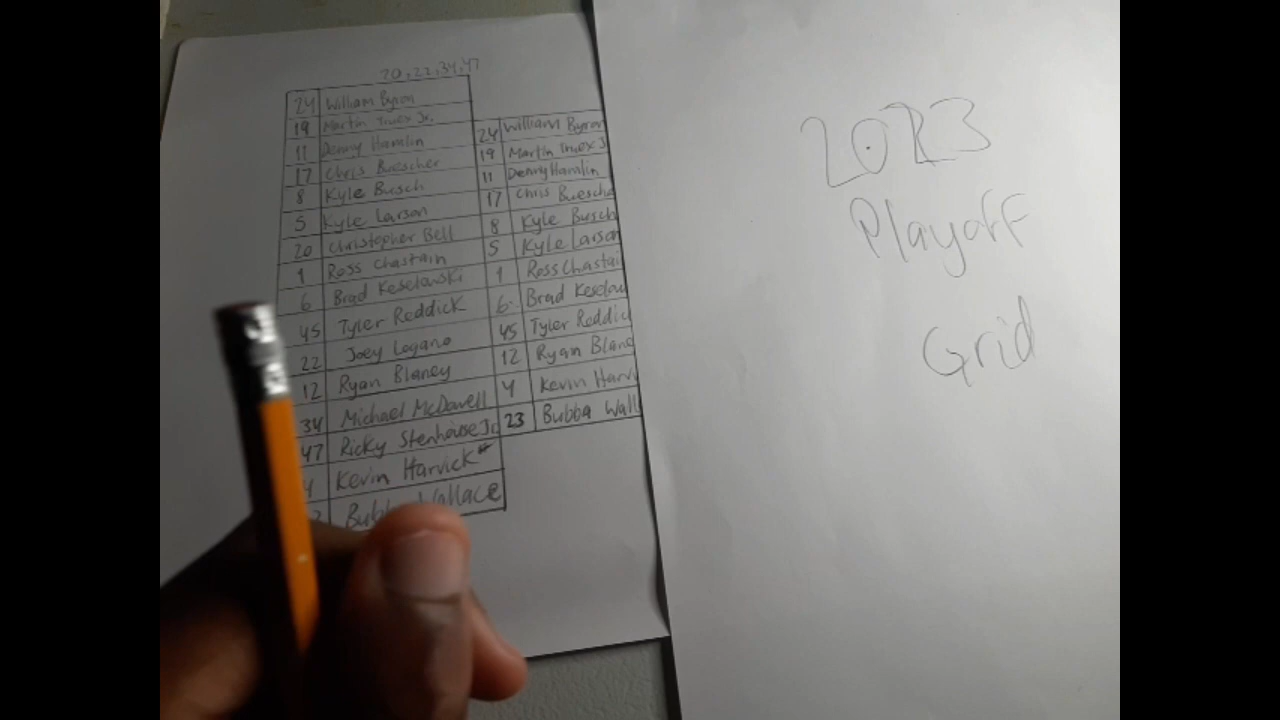 20,22,34,47
24 William Byron
19 Martin Truex Jr.
11 Denny Hamlin
17 Chris Buescher
8 Kyle Busch
5 Kyle Larson
20 Christopher Bell
1 Ross Chastain
6 Brad Keselowski
45 Tyler Reddick
22 Joey Logano
12 Ryan Blaney
34 Michael McDowell
47 Ricky Stenhouse Jr
4 Kevin Harvick
Wallace
24 William Byron
19 Martin Truex J
11 Denny Hamlin
17 Chris Buesche
8 Kyle Busch
5 Kyle Larson
1 Ross Chastai
6 Brad Keselow
45 Tyler Reddic
12 Ryan Blane
4 Kevin Harvi
23 Bubba Wall
2023
Playoff
Grid